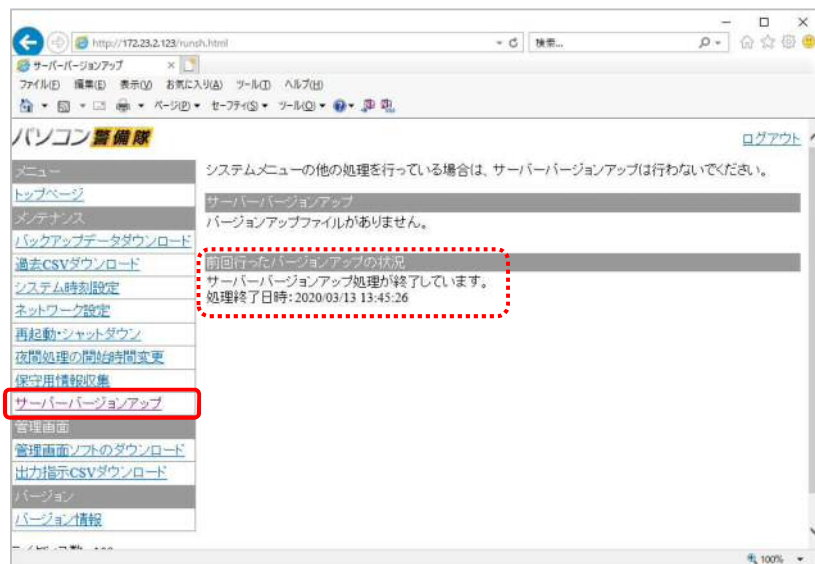 http://172.23.2.123/runsh.html
検索...
サーバーバージョンアップ
ファイル(F) 編集(E) 表示(V) お気に入り(A) ツール(T) ヘルプ(H)
ページ(P) セーフティ(S) ツール(O)
パソコン警備隊
ログアウト
メニュー
トップページ
メンテナンス
バックアップデータダウンロード
過去CSVダウンロード
システム時刻設定
ネットワーク設定
再起動・シャットダウン
夜間処理の開始時間変更
保守用情報収集
サーバーバージョンアップ
管理画面
管理画面ソフトのダウンロード
出力指示CSVダウンロード
バージョン
バージョン情報
システムメニューの他の処理を行っている場合は、サーバーバージョンアップは行わないでください。
サーバーバージョンアップ
バージョンアップファイルがありません。
前回行ったバージョンアップの状況
サーバーバージョンアップ処理が終了しています。
処理終了日時：2020/03/13 13:45:26
100%